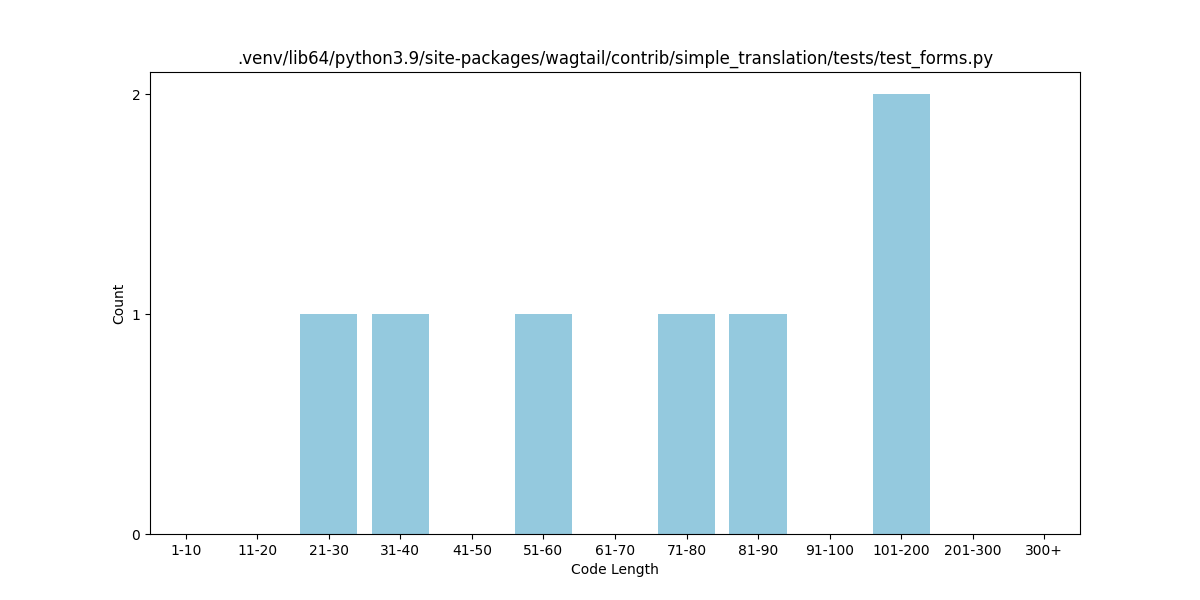 .venv/lib64/python3.9/site-packages/wagtail/contrib/simple_translation/tests/test_forms.py
2
1
0
Count
1-10 11-20 21-30 31-40 41-50 51-60 61-70 71-80 81-90 91-100 101-200 201-300 300+
Code Length